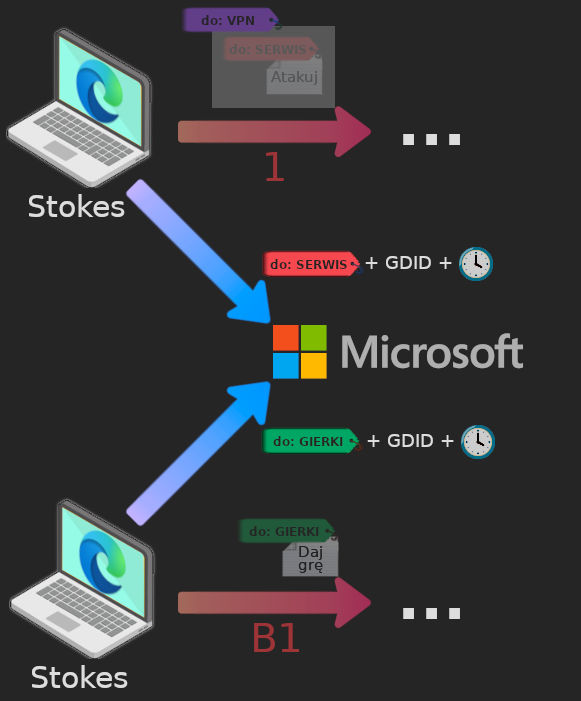 do: VPN
do: SERWIS
Atakuj
1
...
Stokes
do: SERWIS + GDID +
Microsoft
do: GIERKI + GDID +
do: GIERKI
Daj
grę
B1
...
Stokes